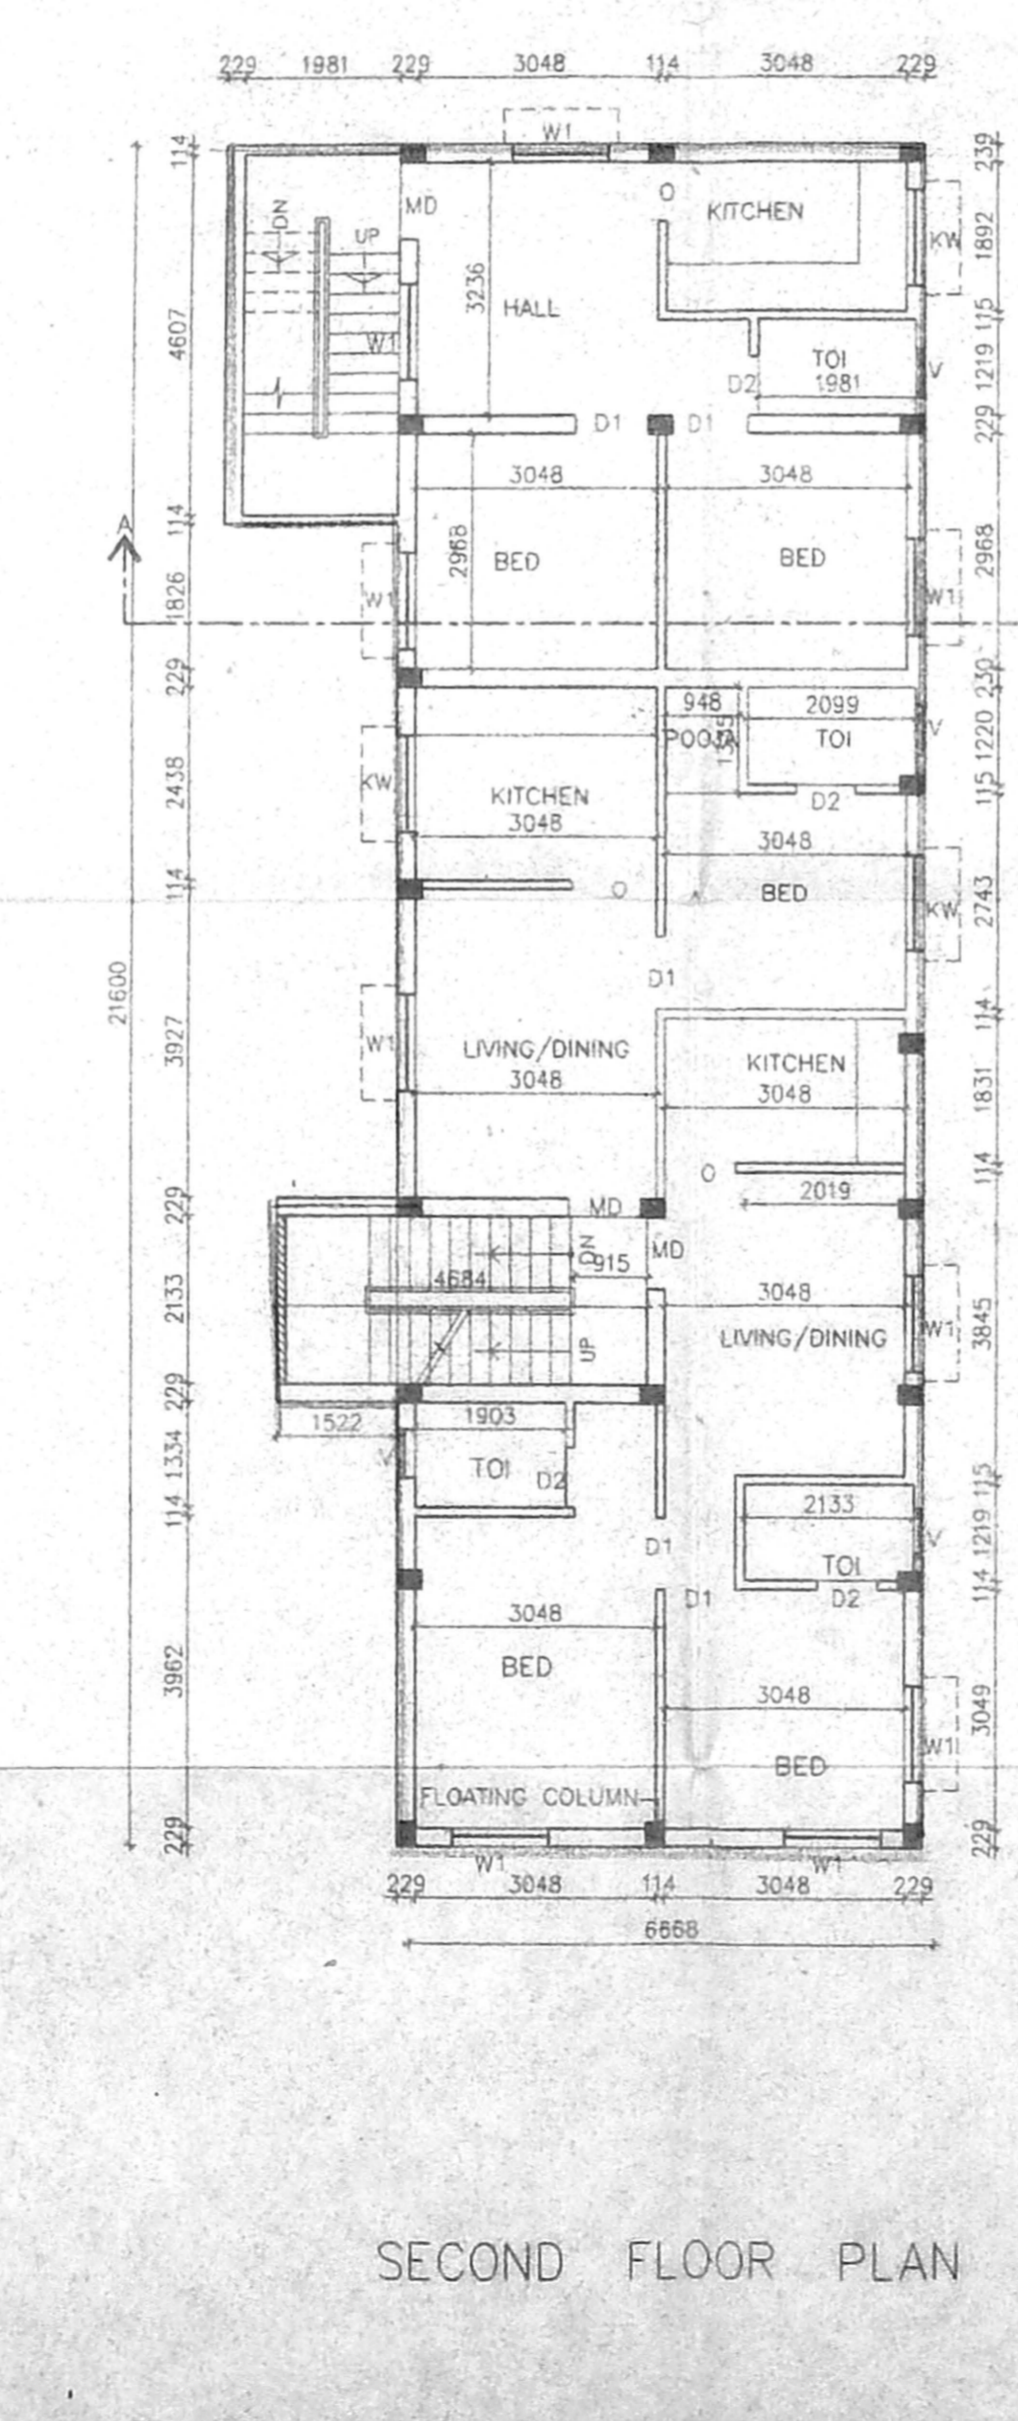 229 1981 229 3048 114 3048 229
W1
114
239
MD
O
KITCHEN
DN
UP
KW
1892
3236
HALL
4607
W1
115
TOI
1219
V
D2
1981
D1
D1
229
3048
3048
114
A
2968
BED
BED
2968
1826
W1
W1
229
230
948
2099
POOJA
TOI
V
1220
2438
KW
KITCHEN
D2
115
3048
3048
114
O
BED
KW
2743
21600
D1
114
3927
W1
LIVING/DINING
KITCHEN
3048
3048
1831
O
114
229
MD
2019
DN
MD
915
4684
2133
3048
W1
3845
UP
LIVING/DINING
229
1522
1903
1334
V
TOI
D2
115
114
2133
1219
V
D1
TOI
114
D1
D2
3048
3962
BED
3048
3049
W1
BED
FLOATING COLUMN
229
229
W1
W1
229 3048 114 3048 229
6668
SECOND FLOOR PLAN